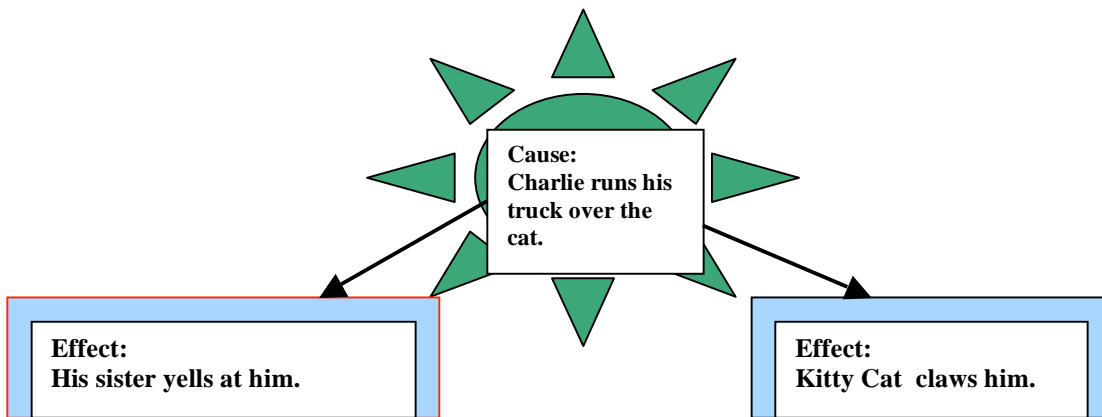 Cause:
Charlie runs his
truck over the
cat.
Effect:
His sister yells at him.
Effect:
Kitty Cat  claws him.